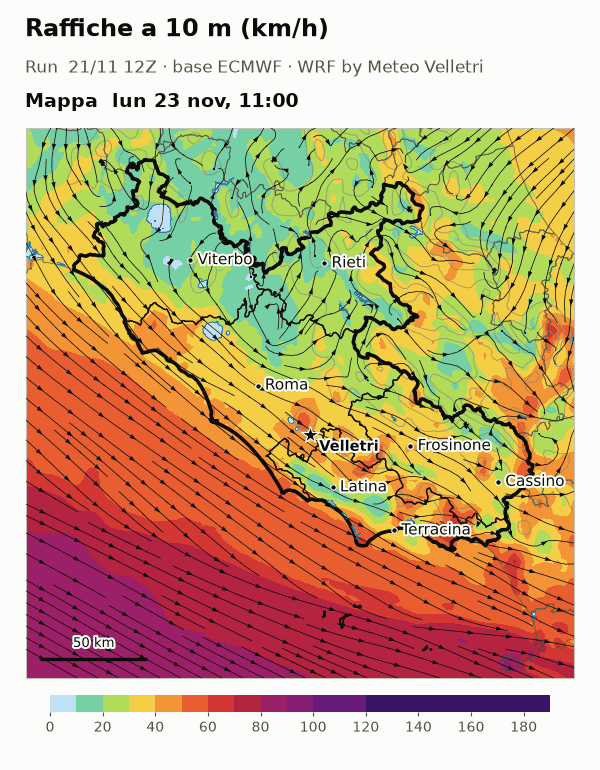 Raffiche a 10 m (km/h)
Run  21/11 12Z · base ECMWF · WRF by Meteo Velletri
Mappa  lun 23 nov, 11:00
Viterbo
Rieti
Roma
Velletri
Frosinone
Latina
Cassino
Terracina
50 km
0 20 40 60 80 100 120 140 160 180